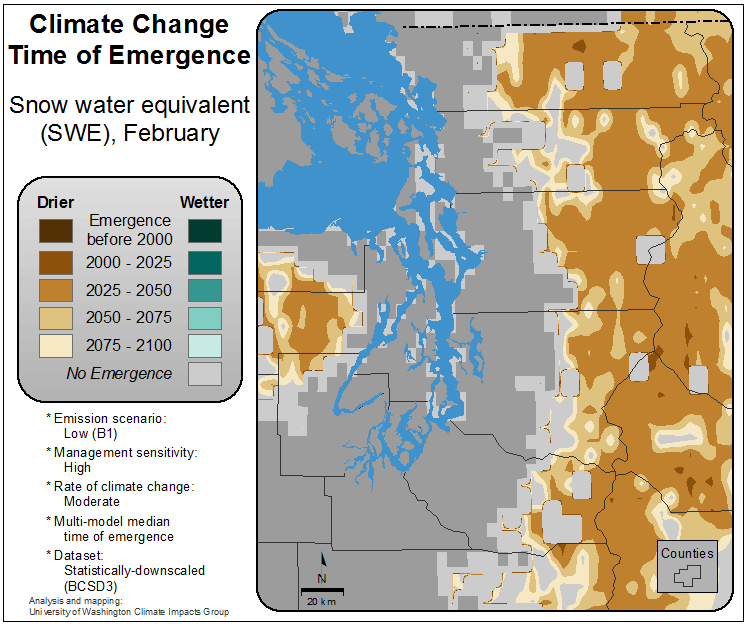 Climate Change
Time of Emergence
Snow water equivalent
(SWE), February
Drier
Wetter
Emergence
before 2000
2000 - 2025
2025 - 2050
2050 - 2075
2075 - 2100
No Emergence
* Emission scenario:
Low (B1)
* Management sensitivity:
High
* Rate of climate change:
Moderate
* Multi-model median
time of emergence
* Dataset:
Statistically-downscaled
(BCSD3)
Analysis and mapping:
University of Washington Climate Impacts Group
N
20 km
Counties